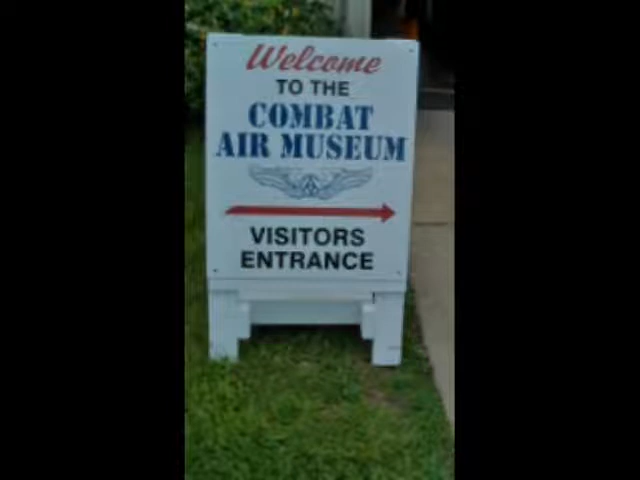 Welcome
TO THE
COMBAT
AIR MUSEUM
VISITORS
ENTRANCE